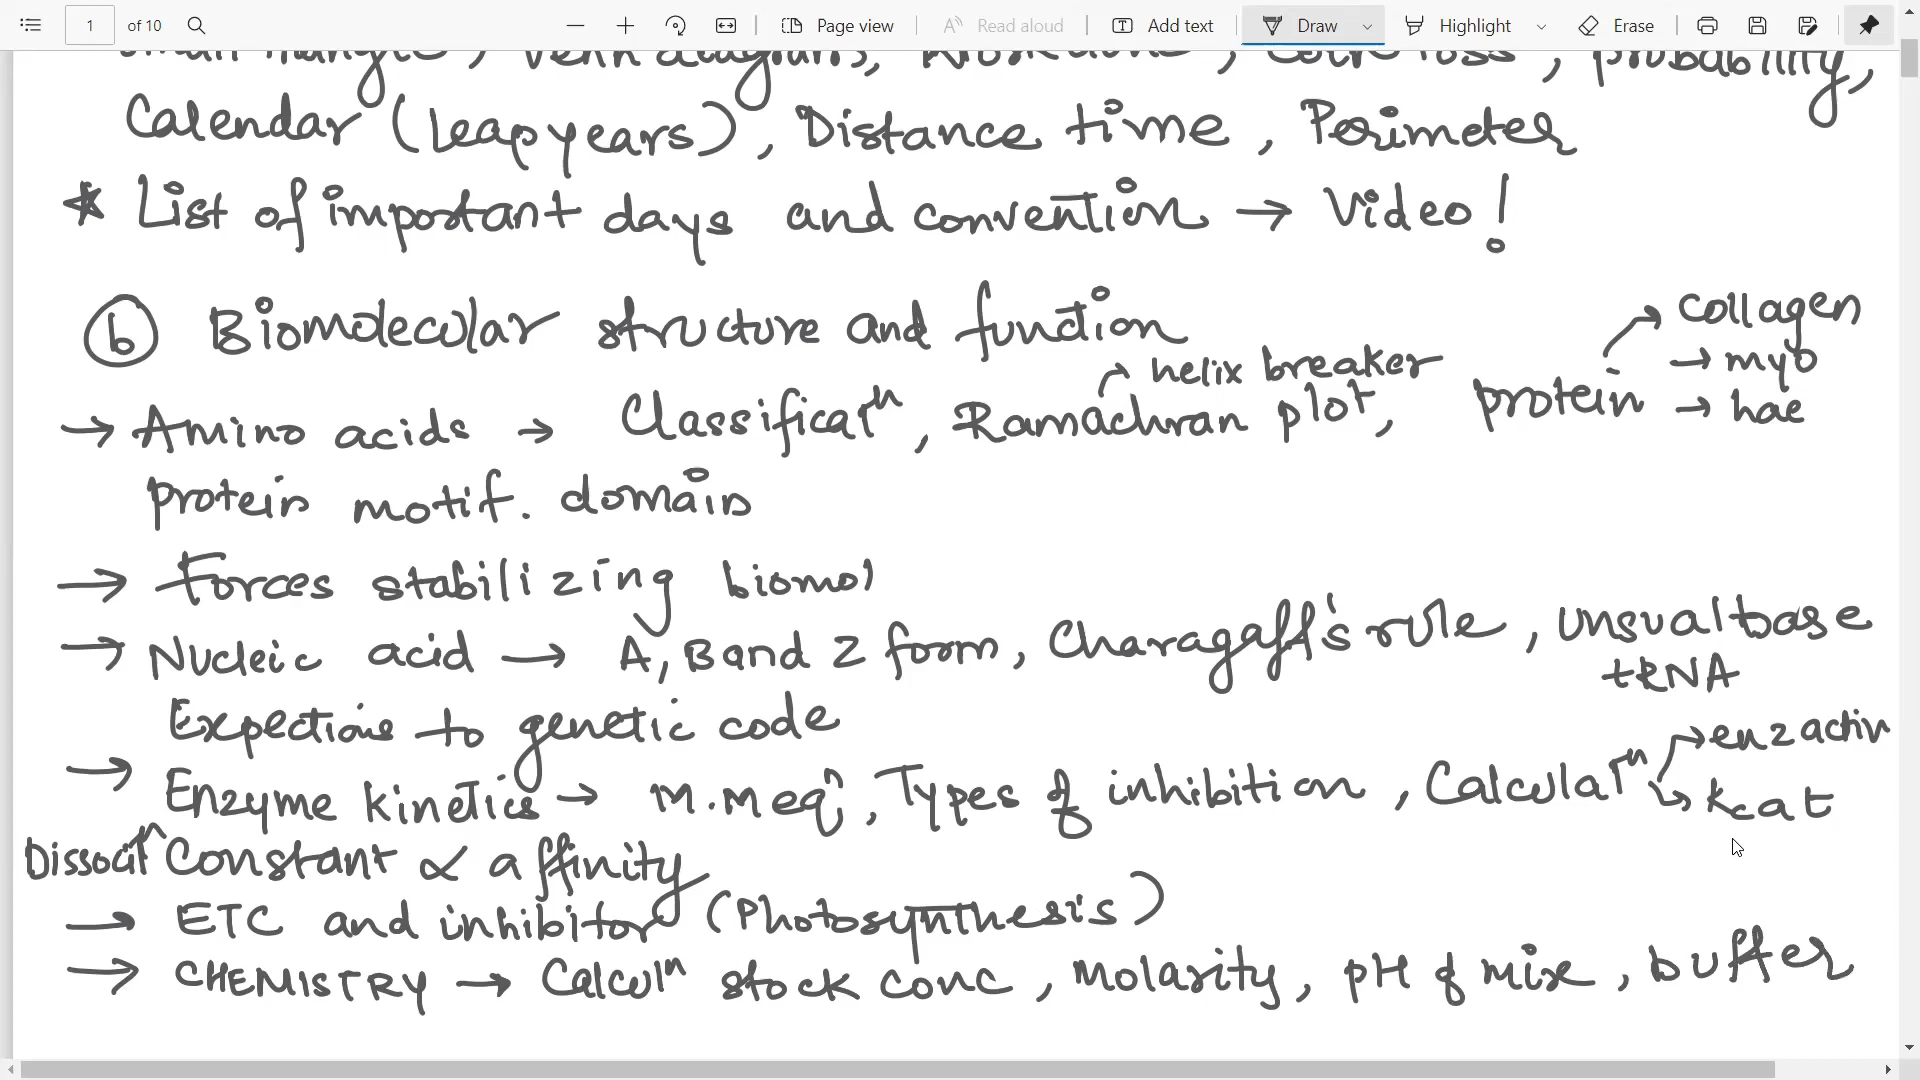 1 of 10 Page view Read aloud Add text Draw Highlight Erase
Venn diagrams, probability,
Calendar (leap years), Distance time, Perimeter
* List of important days and convention → Video!
(b) Biomolecular structure and function
→ Amino acids → Classificatⁿ, Ramachran plot, protein
helix breaker
→ collagen
→ myo
→ hae
protein motif. domain
→ Forces stabilizing biomol
→ Nucleic acid → A, B and Z form, Charagaff's rule, unsual base
tRNA
Expections to genetic code
→ Enzyme kinetics → M.M eqⁿ, Types of inhibition, Calculatⁿ
→ enz activ
→ kcat
Dissociⁿ Constant ∝ affinity
→ ETC and inhibitor (Photosynthesis)
→ CHEMISTRY → Calculⁿ stock conc, Molarity, pH of mix, buffer